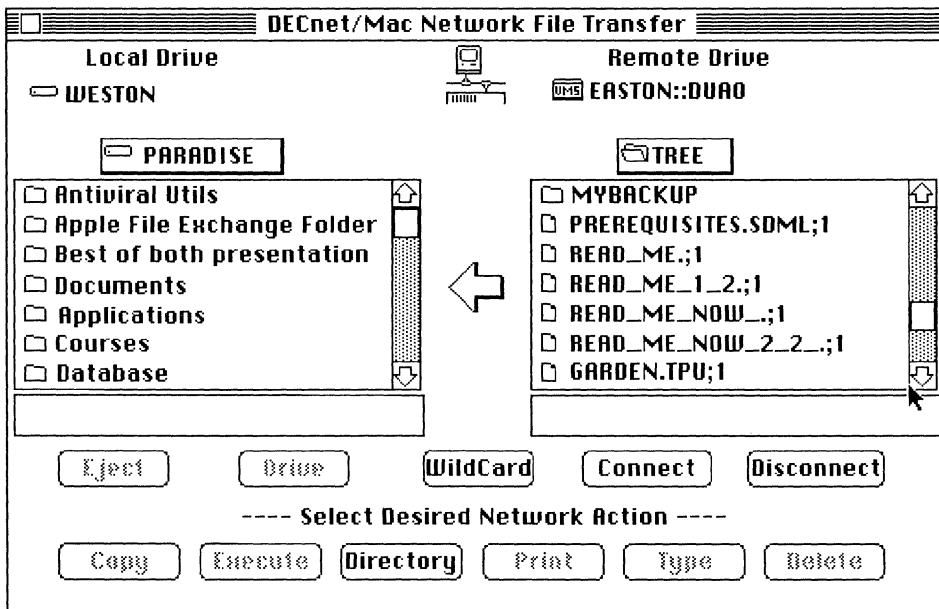 DECnet/Mac Network File Transfer
Local Drive
Remote Drive
WESTON
VMS EASTON::DUA0
PARADISE
TREE
Antiviral Utils
Apple File Exchange Folder
Best of both presentation
Documents
Applications
Courses
Database
MYBACKUP
PREREQUISITES.SDML;1
READ_ME.;1
READ_ME_1_2.;1
READ_ME_NOW_.;1
READ_ME_NOW_2_2_.;1
GARDEN.TPU;1
Eject Drive WildCard Connect Disconnect
---- Select Desired Network Action ----
Copy Execute Directory Print Type Delete